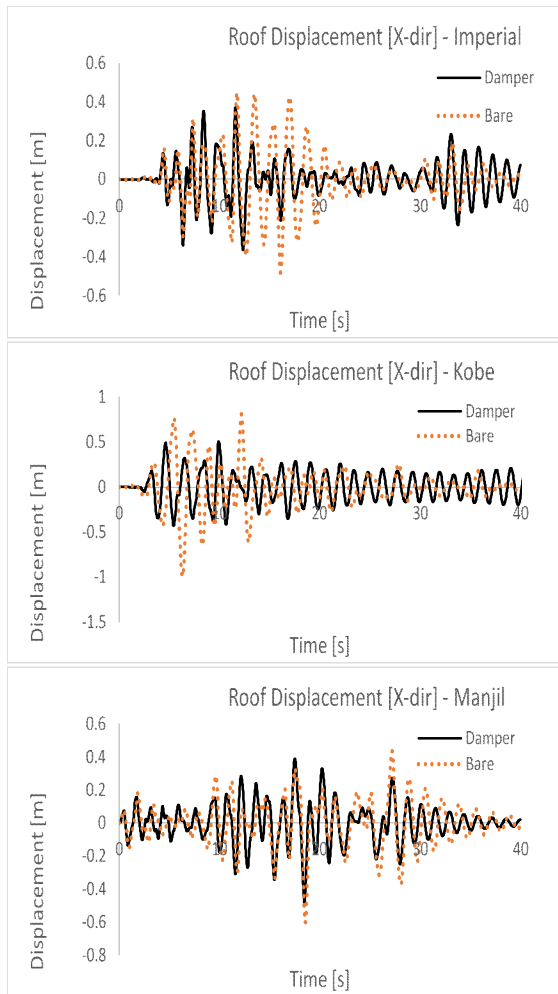 Roof Displacement [X-dir] - Imperial
Displacement [m]
0.6
0.4
0.2
0
-0.2
-0.4
-0.6
0
10
20
30
40
Time [s]
Damper
Bare
Roof Displacement [X-dir] - Kobe
Displacement [m]
1
0.5
0
-0.5
-1
-1.5
0
10
20
30
40
Time [s]
Damper
Bare
Roof Displacement [X-dir] - Manjil
Displacement [m]
0.6
0.4
0.2
0
-0.2
-0.4
-0.6
-0.8
0
10
20
30
40
Time [s]
Damper
Bare